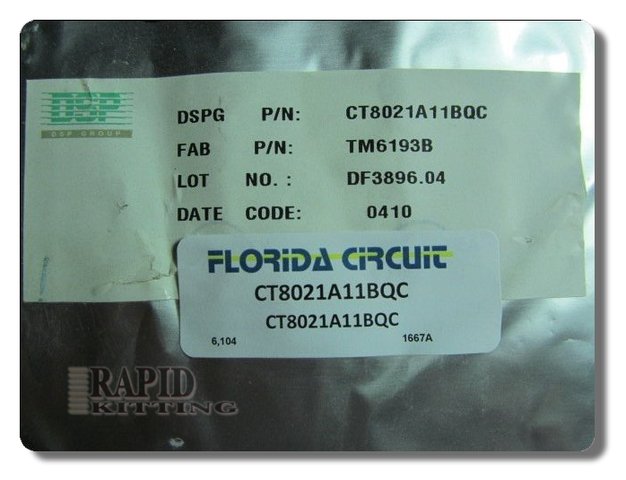 DSP
DSP GROUP
DSPG P/N: CT8021A11BQC
FAB P/N: TM6193B
LOT NO. : DF3896.04
DATE CODE: 0410
FLORIDA CIRCUIT
CT8021A11BQC
CT8021A11BQC
6,104 1667A
RAPID
KITTING